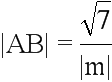 |AB| = √7 / |m|